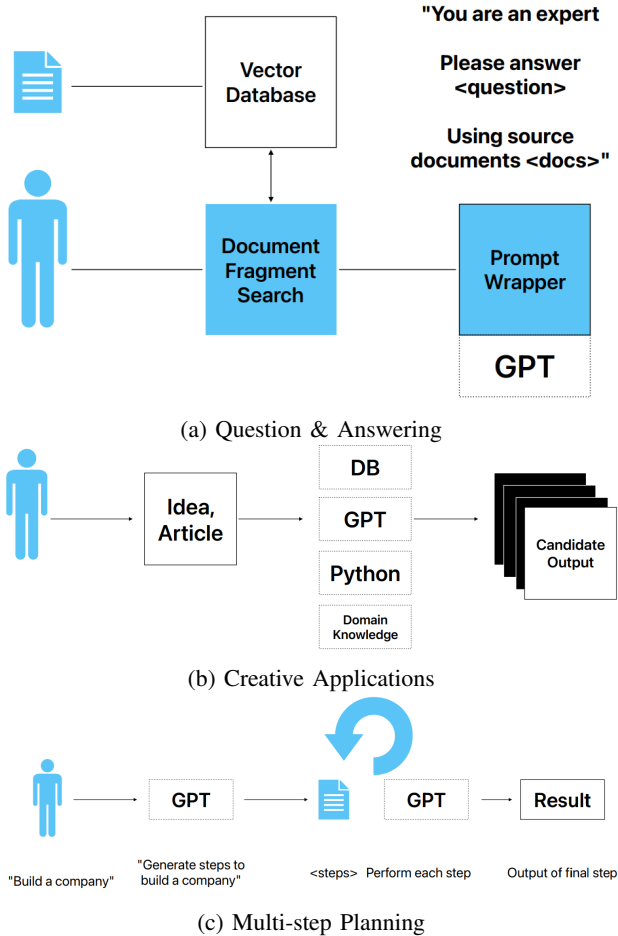 "You are an expert
Please answer
<question>
Using source
documents <docs>"
Vector
Database
Document
Fragment
Search
Prompt
Wrapper
GPT
(a) Question & Answering
Idea,
Article
DB
GPT
Python
Domain
Knowledge
Candidate
Output
(b) Creative Applications
GPT
GPT
Result
"Build a company"
"Generate steps to
build a company"
<steps>
Perform each step
Output of final step
(c) Multi-step Planning